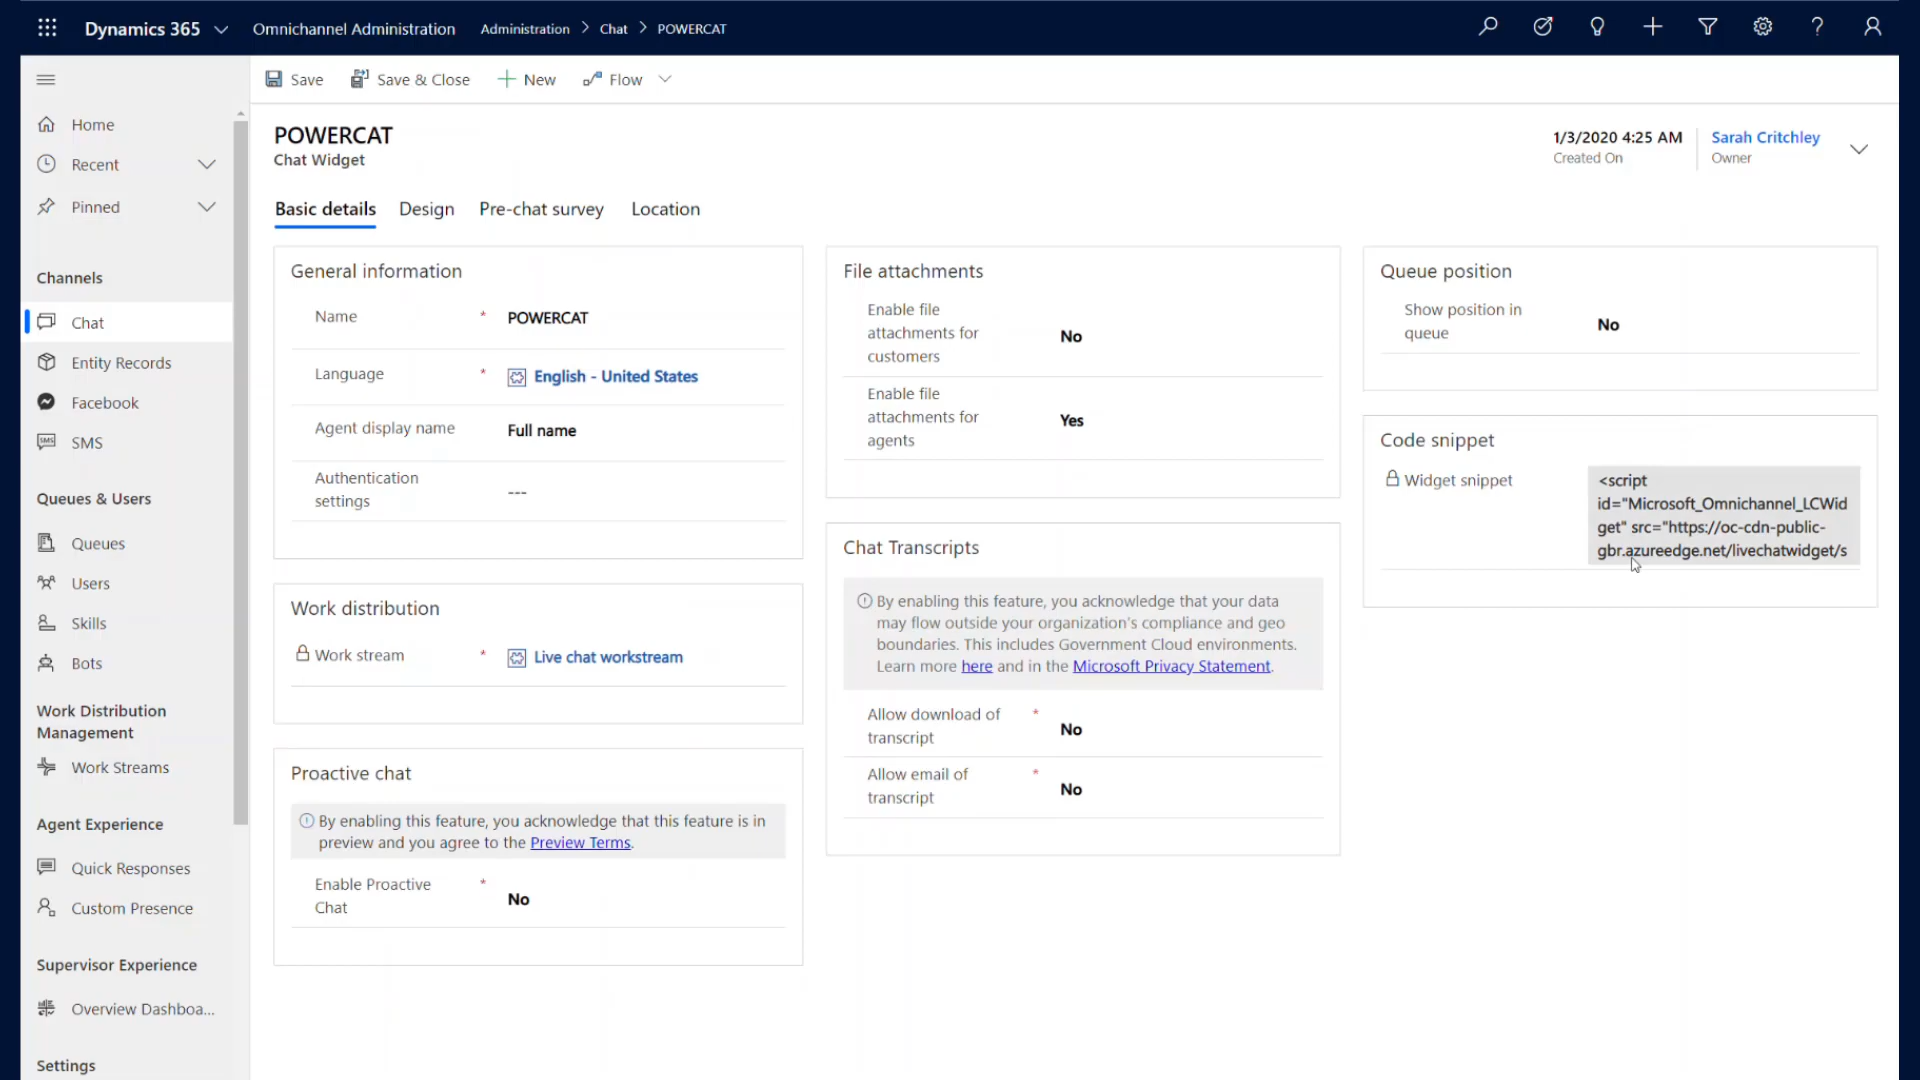 Dynamics 365
Omnichannel Administration
Administration > Chat > POWERCAT
Save
Save & Close
New
Flow
Home
Recent
Pinned
Channels
Chat
Entity Records
Facebook
SMS
SMS
Queues & Users
Queues
Users
Skills
Bots
Work Distribution
Management
Work Streams
Agent Experience
Quick Responses
Custom Presence
Supervisor Experience
Overview Dashboa...
Settings
POWERCAT
Chat Widget
1/3/2020 4:25 AM
Created On
Sarah Critchley
Owner
Basic details
Design
Pre-chat survey
Location
General information
Name * POWERCAT
Language * English - United States
Agent display name Full name
Authentication
settings
---
Work distribution
Work stream * Live chat workstream
Proactive chat
By enabling this feature, you acknowledge that this feature is in
preview and you agree to the Preview Terms.
Enable Proactive
Chat
* No
File attachments
Enable file
attachments for
customers
No
Enable file
attachments for
agents
Yes
Chat Transcripts
By enabling this feature, you acknowledge that your data
may flow outside your organization's compliance and geo
boundaries. This includes Government Cloud environments.
Learn more here and in the Microsoft Privacy Statement.
Allow download of
transcript
* No
Allow email of
transcript
* No
Queue position
Show position in
queue
No
Code snippet
Widget snippet
<script
id="Microsoft_Omnichannel_LCWid
get" src="https://oc-cdn-public-
gbr.azureedge.net/livechatwidget/s